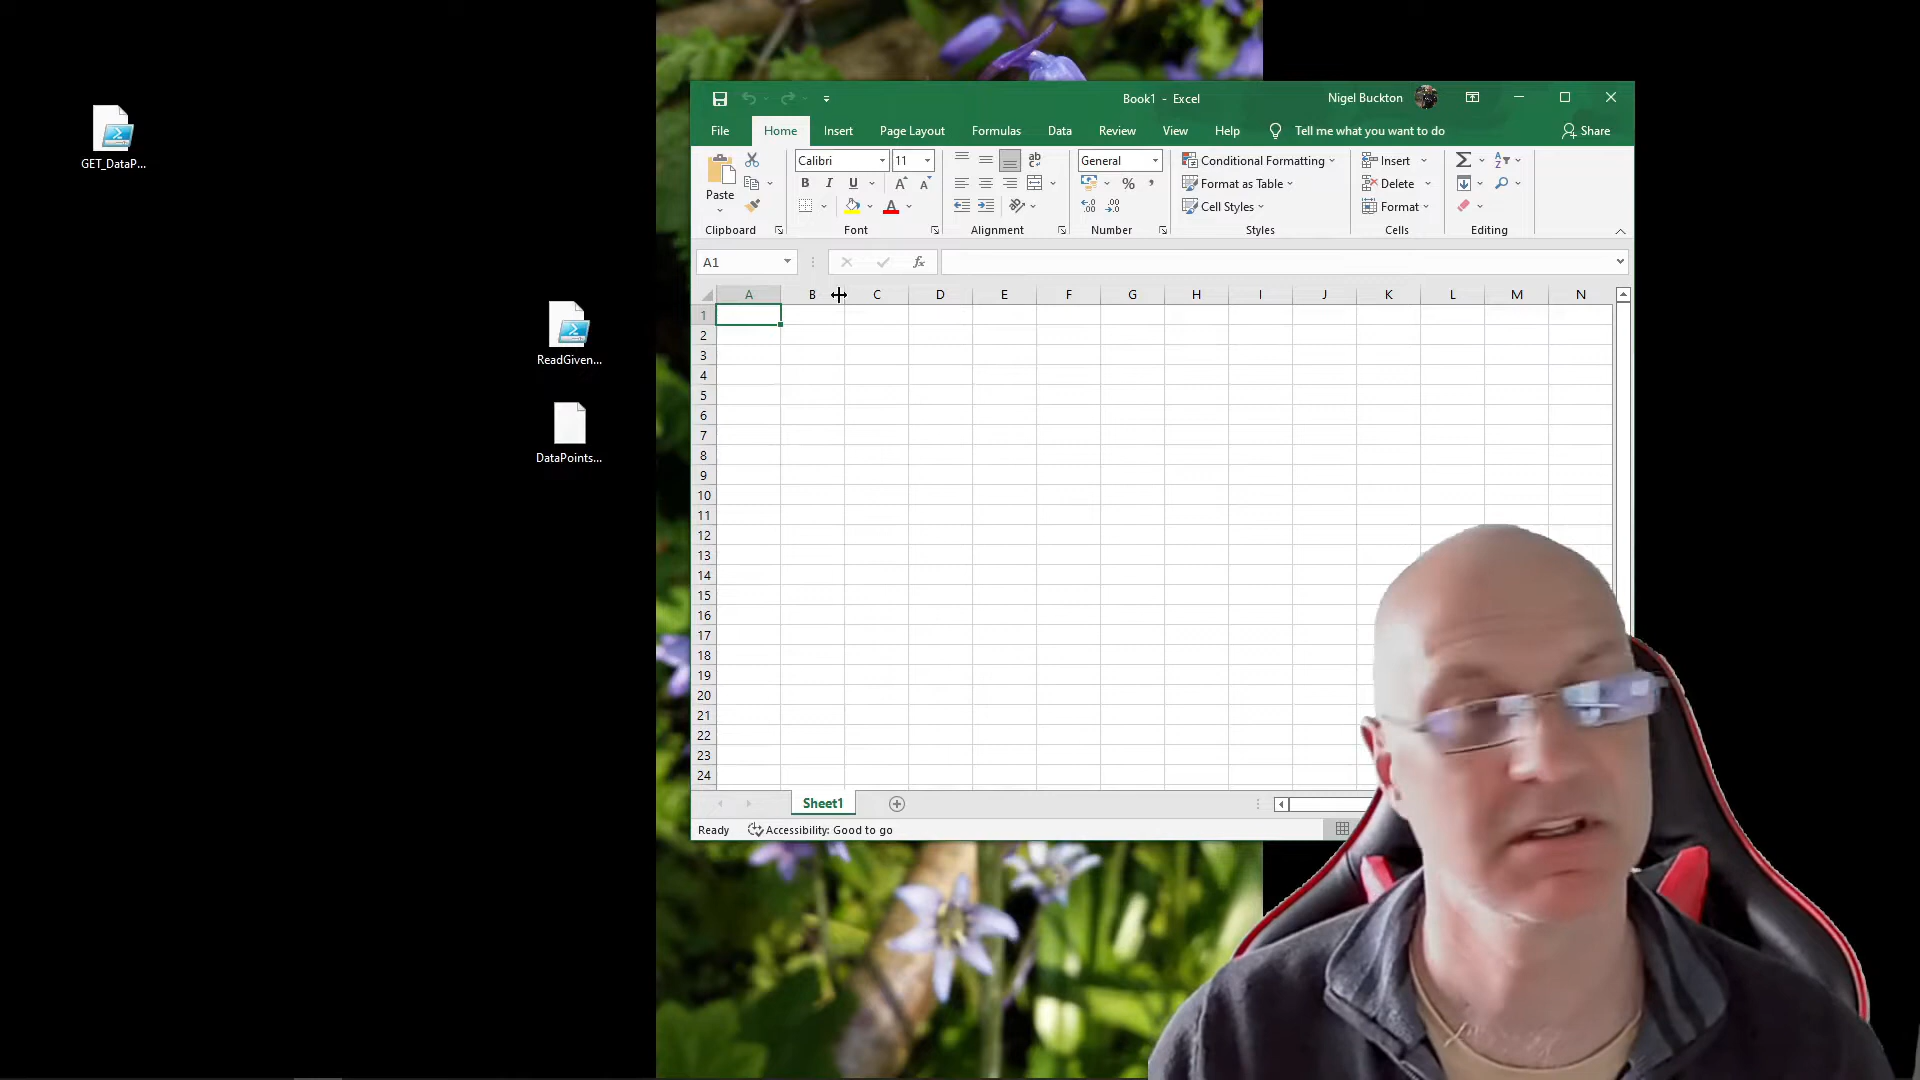 GET_DataP...
ReadGiven...
DataPoints...
Book1 - Excel
Nigel Buckton
File Home Insert Page Layout Formulas Data Review View Help Tell me what you want to do Share
Paste
Calibri 11
B I U A A
ab
c
General
% ,
Conditional Formatting
Format as Table
Cell Styles
Insert
Delete
Format
Clipboard Font Alignment Number Styles Cells Editing
A1
fx
A B C D E F G H I J K L M N
1
2
3
4
5
6
7
8
9
10
11
12
13
14
15
16
17
18
19
20
21
22
23
24
Sheet1
Ready Accessibility: Good to go